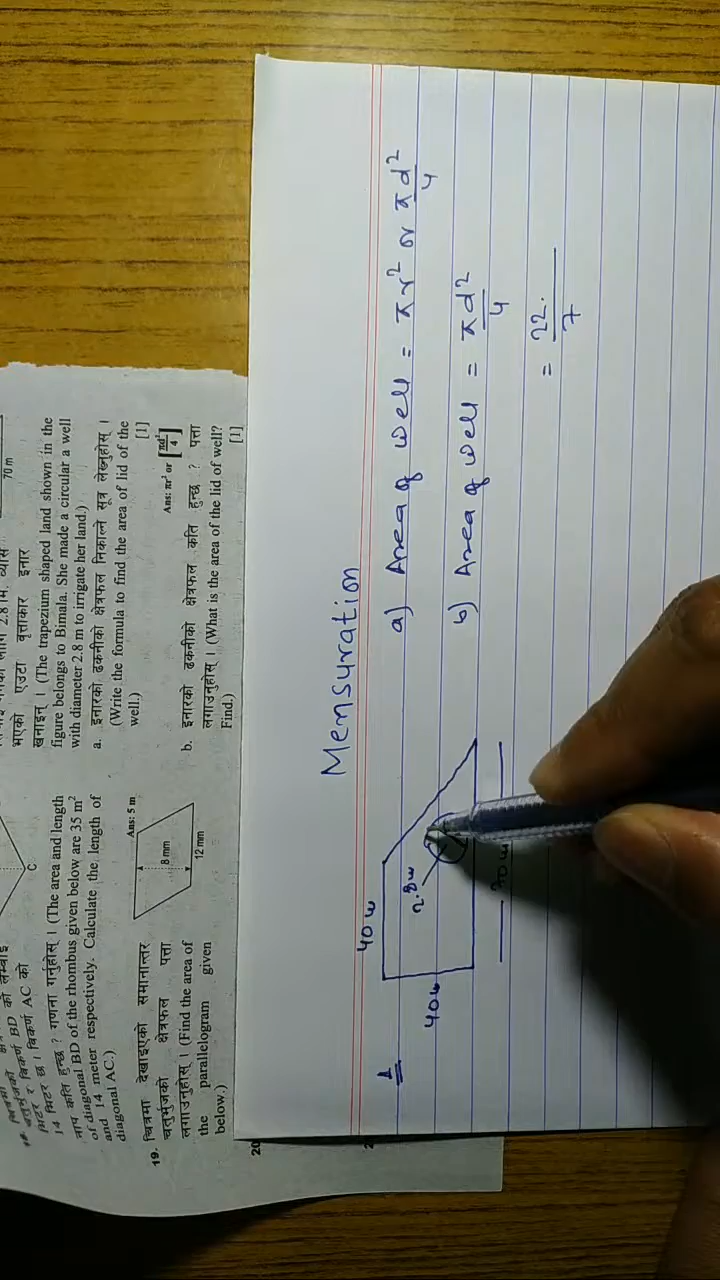 70 m
भएको एउटा वृत्ताकार इनार
खनाइन् । (The trapezium shaped land shown in the
figure belongs to Bimala. She made a circular a well
with diameter 2.8 m to irrigate her land.)
a. इनारको ढकनीको क्षेत्रफल निकाल्ने सूत्र लेख्नुहोस् ।
(Write the formula to find the area of lid of the
well.) [1]
Ans: πr² or [πd²/4]
b. इनारको ढकनीको क्षेत्रफल कति हुन्छ ? पत्ता
लगाउनुहोस् । (What is the area of the lid of well?
Find.) [1]
C
14 मिटर छ । विकर्ण AC को
नाप कति हुन्छ ? गणना गर्नुहोस् । (The area and length
of diagonal BD of the rhombus given below are 35 m²
and 14 meter respectively. Calculate the length of
diagonal AC.)
Ans: 5 m
19. चित्रमा देखाइएको समानान्तर
चतुर्भुजको क्षेत्रफल पत्ता
लगाउनुहोस् । (Find the area of
the parallelogram given
below.)
8 mm
12 mm
20
Mensuration
1
40m
40m
2.8m
a) Area of well = πr² or πd²/4
b) Area of well = πd²/4
= 22/7